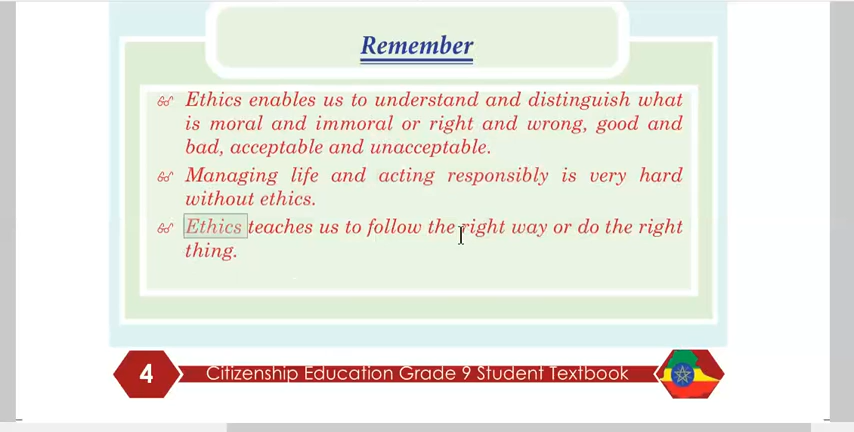 Remember
Ethics enables us to understand and distinguish what
is moral and immoral or right and wrong, good and
bad, acceptable and unacceptable.
Managing life and acting responsibly is very hard
without ethics.
Ethics teaches us to follow the right way or do the right
thing.
4
Citizenship Education Grade 9 Student Textbook